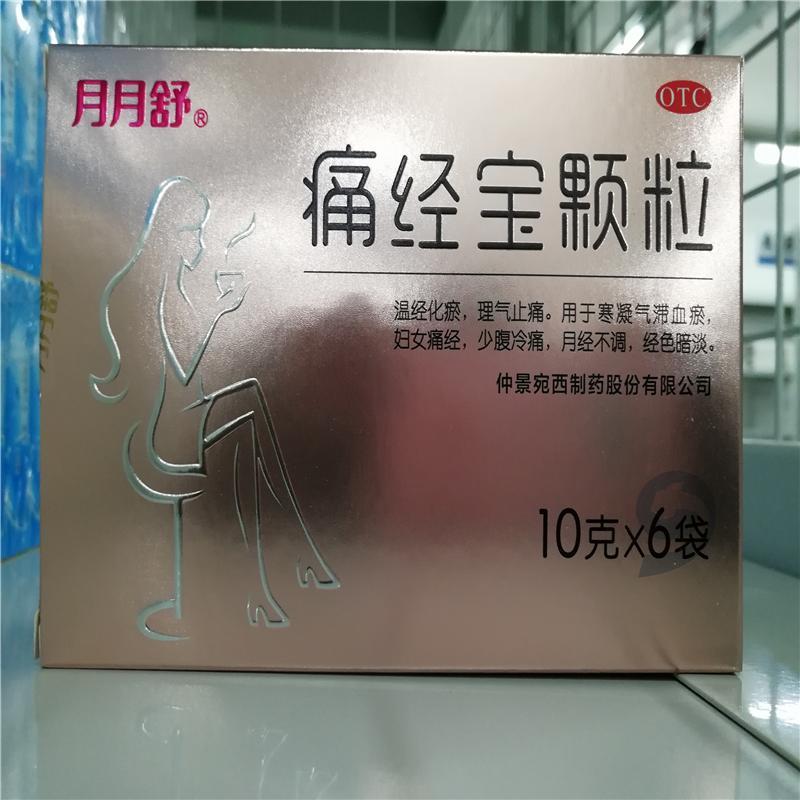 月月舒®
OTC
痛经宝颗粒
温经化瘀，理气止痛。用于寒凝气滞血瘀，
妇女痛经，少腹冷痛，月经不调，经色暗淡。
仲景宛西制药股份有限公司
10克x6袋